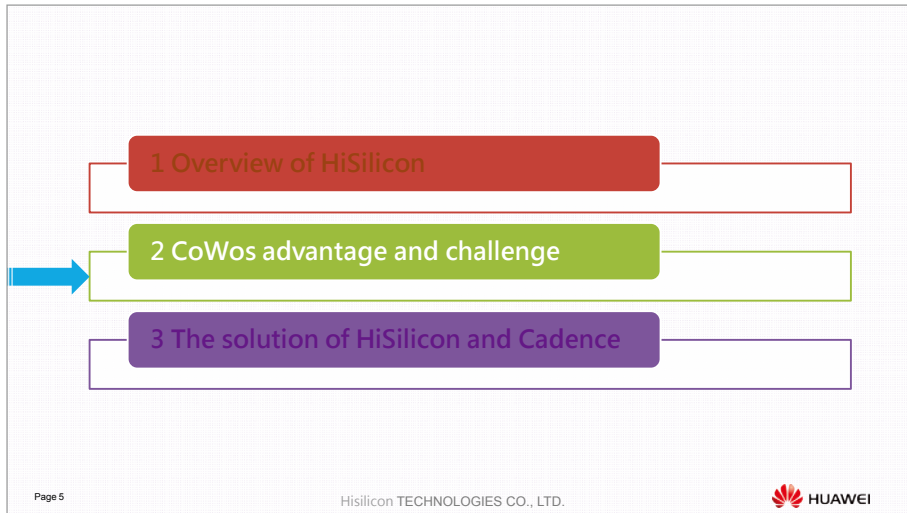 1 Overview of HiSilicon
2 CoWos advantage and challenge
3 The solution of HiSilicon and Cadence
Page 5
Hisilicon TECHNOLOGIES CO., LTD.
HUAWEI